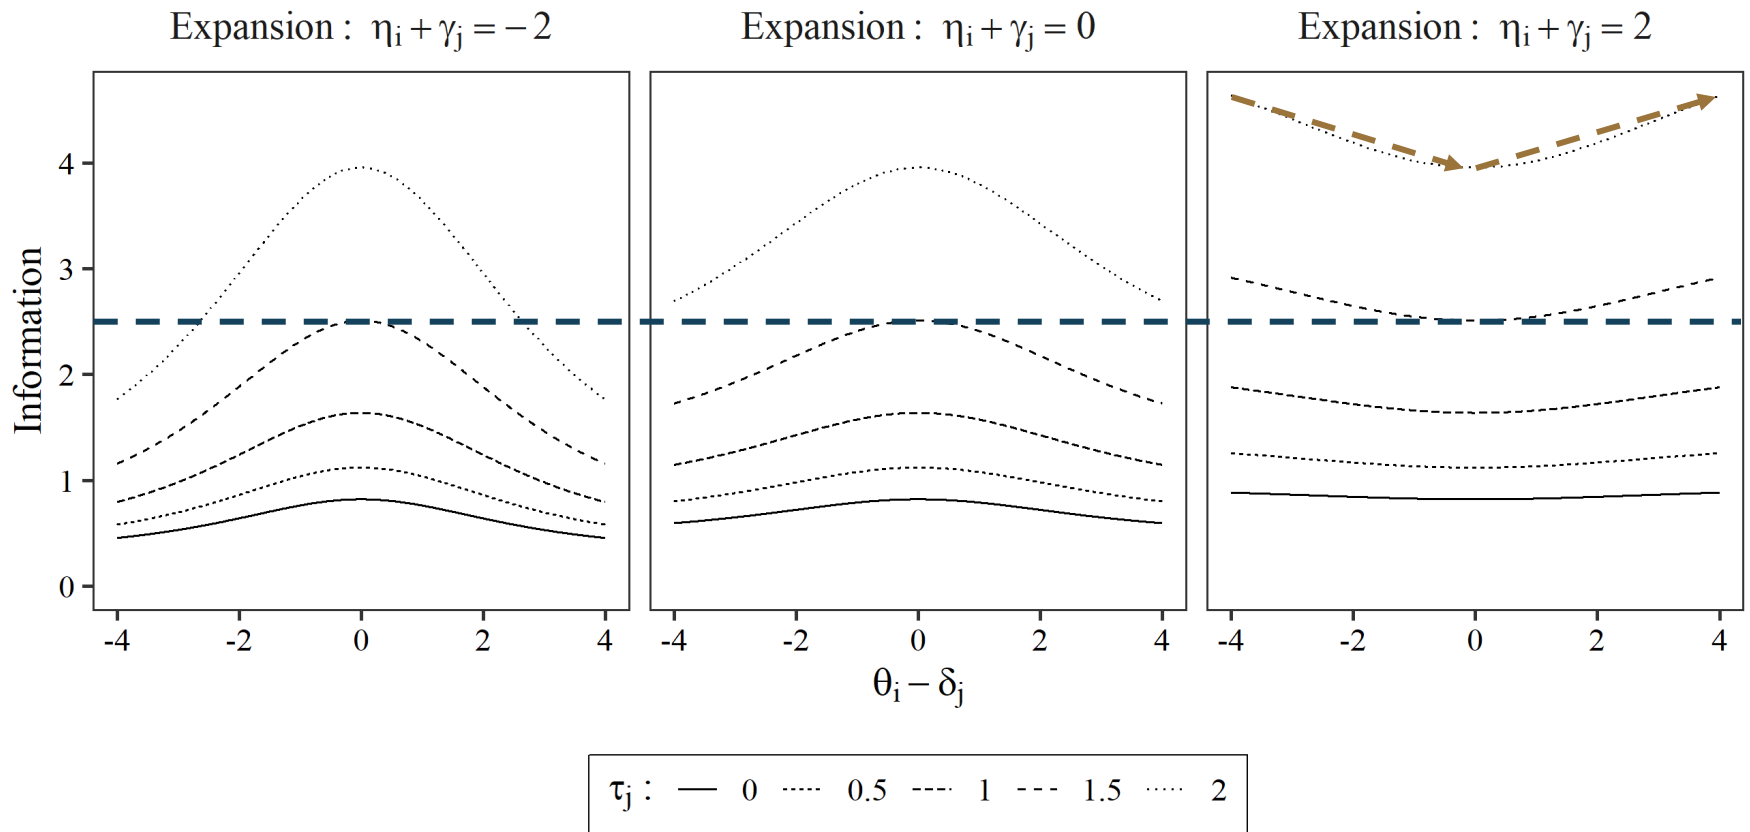 Expansion : ηi + γj = − 2
Expansion : ηi + γj = 0
Expansion : ηi + γj = 2
Information
4
3
2
1
0
-4 -2 0 2 4
-4 -2 0 2 4
-4 -2 0 2 4
θi − δj
τj : 0 0.5 1 1.5 2